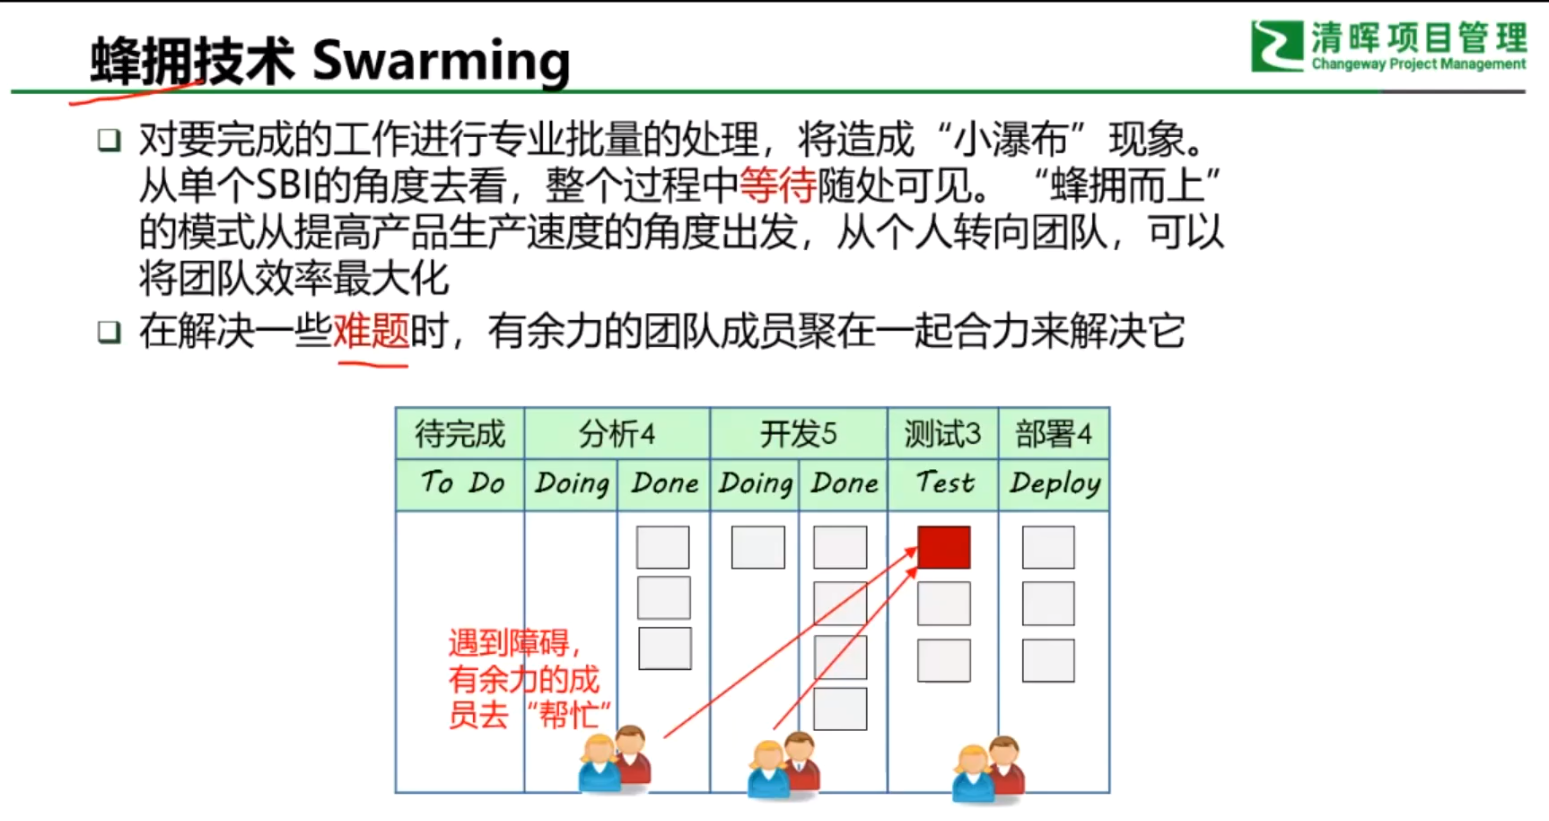 蜂拥技术 Swarming
清晖项目管理
Changeway Project Management
对要完成的工作进行专业批量的处理，将造成“小瀑布”现象。
从单个SBI的角度去看，整个过程中等待随处可见。“蜂拥而上”
的模式从提高产品生产速度的角度出发，从个人转向团队，可以
将团队效率最大化
在解决一些难题时，有余力的团队成员聚在一起合力来解决它
待完成 分析4 开发5 测试3 部署4
To Do Doing Done Doing Done Test Deploy
遇到障碍，
有余力的成
员去“帮忙”